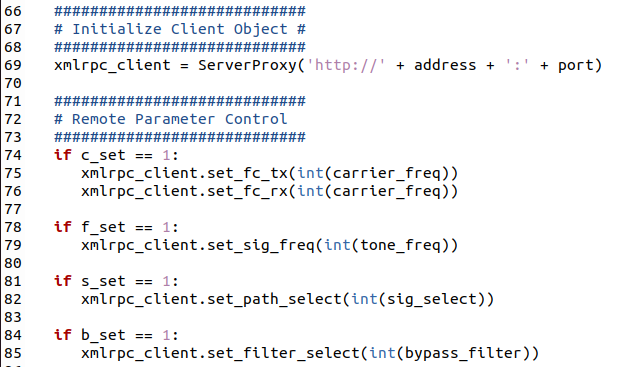 66 ############################
67 # Initialize Client Object #
68 ############################
69 xmlrpc_client = ServerProxy('http://' + address + ':' + port)
70
71 ############################
72 # Remote Parameter Control
73 ############################
74 if c_set == 1:
75    xmlrpc_client.set_fc_tx(int(carrier_freq))
76    xmlrpc_client.set_fc_rx(int(carrier_freq))
77
78 if f_set == 1:
79    xmlrpc_client.set_sig_freq(int(tone_freq))
80
81 if s_set == 1:
82    xmlrpc_client.set_path_select(int(sig_select))
83
84 if b_set == 1:
85    xmlrpc_client.set_filter_select(int(bypass_filter))